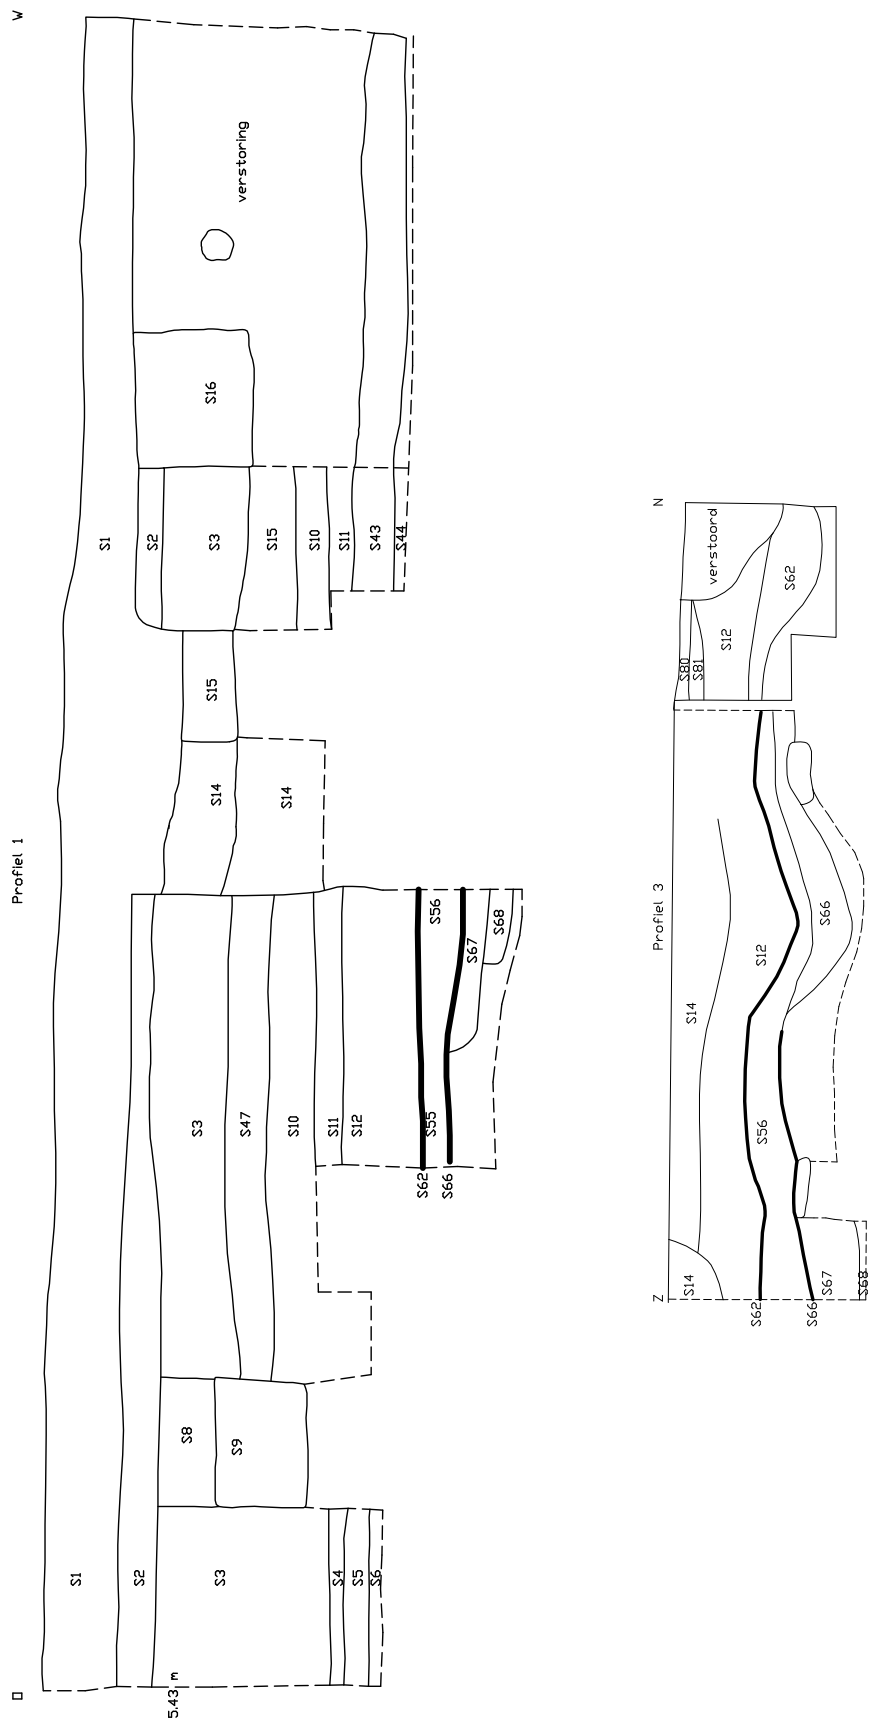 W
Profiel 1
O
5.43 m
verstoring
S16
S1
S2
S3
S15
S10
S11
S43
S44
S15
S14
S14
S56
S67
S68
S3
S47
S10
S11
S12
S55
S62
S66
S8
S9
S1
S2
S3
S4
S5
S6
N
Profiel 3
Z
verstoord
S62
S12
S80
S81
S66
S12
S14
S56
S14
S67
S68
S62
S66